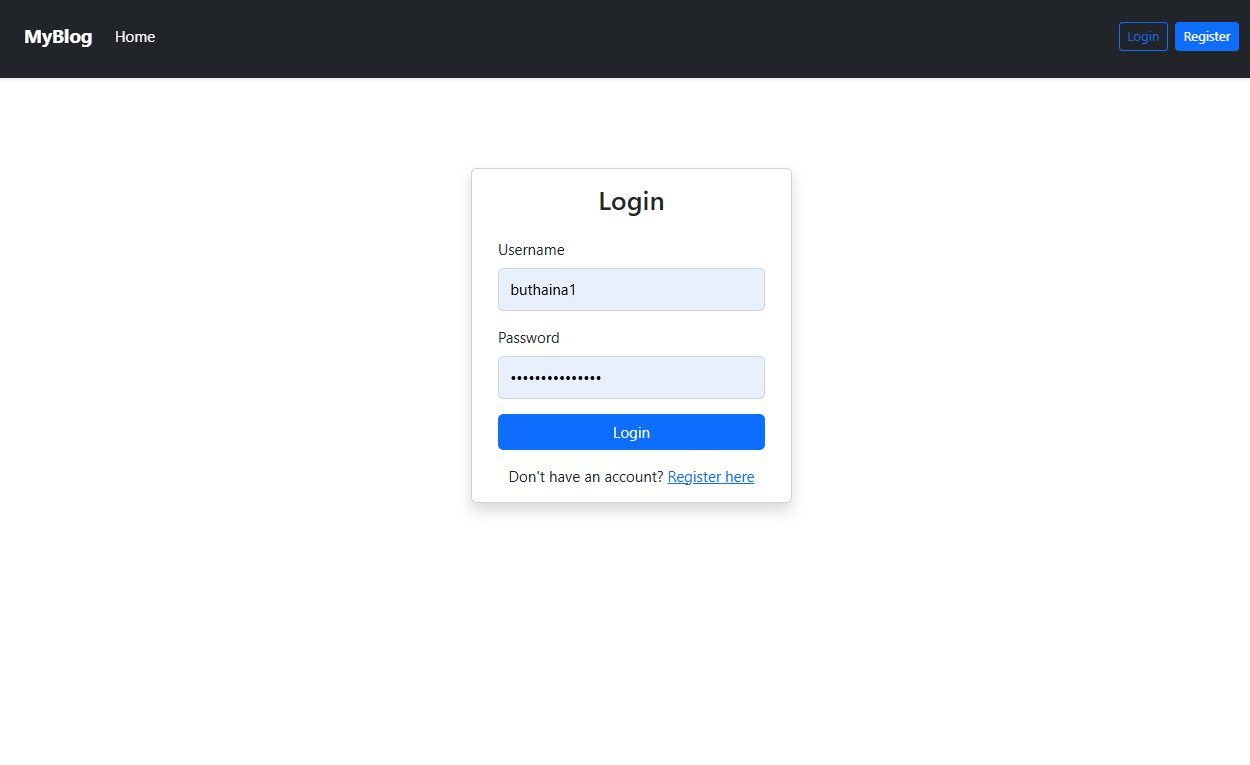 MyBlog Home Login Register
Login
Username
buthaina1
Password
•••••••••••••••
Login
Don't have an account? Register here